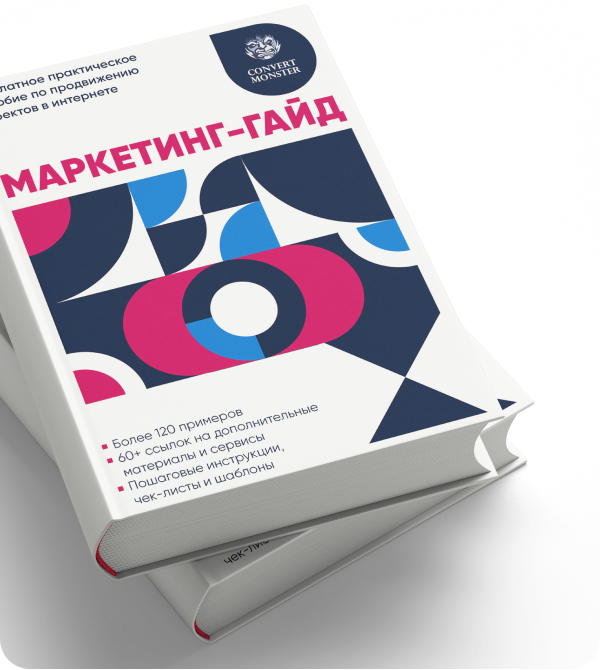 латное практическое
обие по продвижению
ектов в интернете
CONVERT
MONSTER
МАРКЕТИНГ-ГАЙД
Более 120 примеров
60+ ссылок на дополнительные
материалы и сервисы
Пошаговые инструкции,
чек-листы и шаблоны
чек-лис